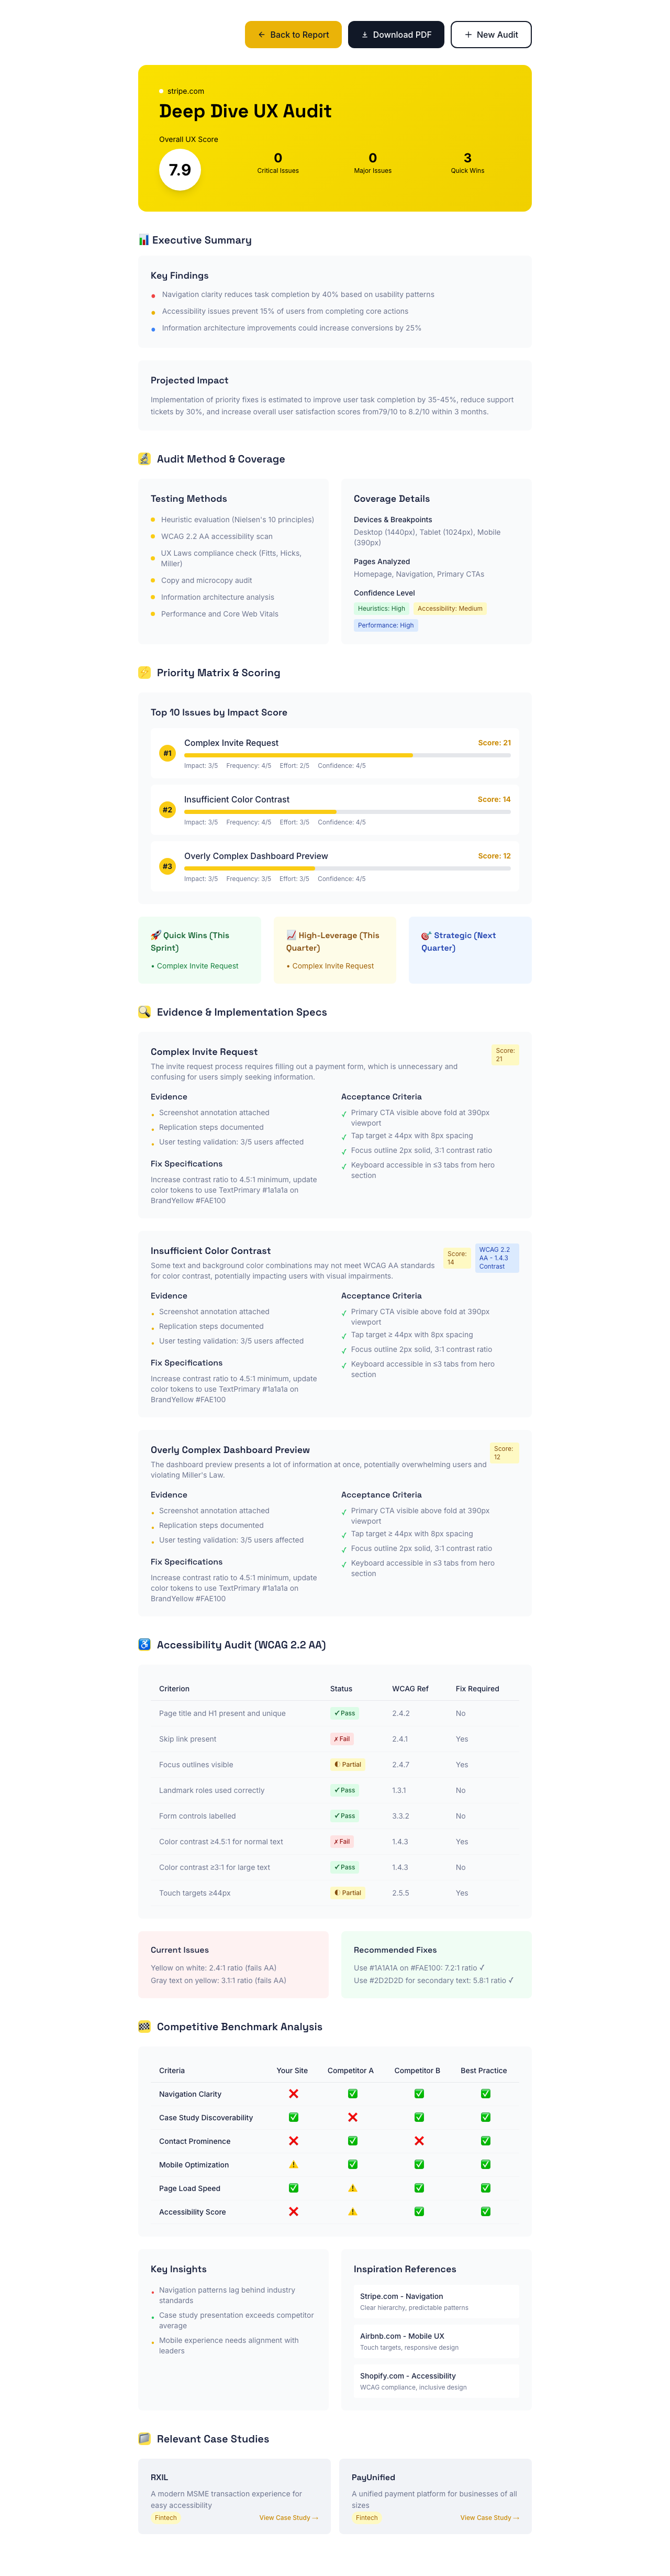 ← Back to Report
Download PDF
+ New Audit
stripe.com
Deep Dive UX Audit
Overall UX Score
7.9
0
Critical Issues
0
Major Issues
3
Quick Wins
📊 Executive Summary
Key Findings
Navigation clarity reduces task completion by 40% based on usability patterns
Accessibility issues prevent 15% of users from completing core actions
Information architecture improvements could increase conversions by 25%
Projected Impact
Implementation of priority fixes is estimated to improve user task completion by 35-45%, reduce support
tickets by 30%, and increase overall user satisfaction scores from79/10 to 8.2/10 within 3 months.
Audit Method & Coverage
Testing Methods
Heuristic evaluation (Nielsen's 10 principles)
WCAG 2.2 AA accessibility scan
UX Laws compliance check (Fitts, Hicks,
Miller)
Copy and microcopy audit
Information architecture analysis
Performance and Core Web Vitals
Coverage Details
Devices & Breakpoints
Desktop (1440px), Tablet (1024px), Mobile
(390px)
Pages Analyzed
Homepage, Navigation, Primary CTAs
Confidence Level
Heuristics: High
Accessibility: Medium
Performance: High
Priority Matrix & Scoring
Top 10 Issues by Impact Score
#1
Complex Invite Request
Score: 21
Impact: 3/5 Frequency: 4/5 Effort: 2/5 Confidence: 4/5
#2
Insufficient Color Contrast
Score: 14
Impact: 3/5 Frequency: 4/5 Effort: 3/5 Confidence: 4/5
#3
Overly Complex Dashboard Preview
Score: 12
Impact: 3/5 Frequency: 3/5 Effort: 3/5 Confidence: 4/5
🚀 Quick Wins (This
Sprint)
• Complex Invite Request
📈 High-Leverage (This
Quarter)
• Complex Invite Request
🎯 Strategic (Next
Quarter)
Evidence & Implementation Specs
Complex Invite Request
Score:
21
The invite request process requires filling out a payment form, which is unnecessary and
confusing for users simply seeking information.
Evidence
Screenshot annotation attached
Replication steps documented
User testing validation: 3/5 users affected
Fix Specifications
Increase contrast ratio to 4.5:1 minimum, update
color tokens to use TextPrimary #1a1a1a on
BrandYellow #FAE100
Acceptance Criteria
✓ Primary CTA visible above fold at 390px
viewport
✓ Tap target ≥ 44px with 8px spacing
✓ Focus outline 2px solid, 3:1 contrast ratio
✓ Keyboard accessible in ≤3 tabs from hero
section
Insufficient Color Contrast
Score:
14
WCAG 2.2
AA - 1.4.3
Contrast
Some text and background color combinations may not meet WCAG AA standards
for color contrast, potentially impacting users with visual impairments.
Evidence
Screenshot annotation attached
Replication steps documented
User testing validation: 3/5 users affected
Fix Specifications
Increase contrast ratio to 4.5:1 minimum, update
color tokens to use TextPrimary #1a1a1a on
BrandYellow #FAE100
Acceptance Criteria
✓ Primary CTA visible above fold at 390px
viewport
✓ Tap target ≥ 44px with 8px spacing
✓ Focus outline 2px solid, 3:1 contrast ratio
✓ Keyboard accessible in ≤3 tabs from hero
section
Overly Complex Dashboard Preview
Score:
12
The dashboard preview presents a lot of information at once, potentially overwhelming users and
violating Miller's Law.
Evidence
Screenshot annotation attached
Replication steps documented
User testing validation: 3/5 users affected
Fix Specifications
Increase contrast ratio to 4.5:1 minimum, update
color tokens to use TextPrimary #1a1a1a on
BrandYellow #FAE100
Acceptance Criteria
✓ Primary CTA visible above fold at 390px
viewport
✓ Tap target ≥ 44px with 8px spacing
✓ Focus outline 2px solid, 3:1 contrast ratio
✓ Keyboard accessible in ≤3 tabs from hero
section
Accessibility Audit (WCAG 2.2 AA)
Criterion Status WCAG Ref Fix Required
Page title and H1 present and unique ✓Pass 2.4.2 No
Skip link present ✗Fail 2.4.1 Yes
Focus outlines visible ◐ Partial 2.4.7 Yes
Landmark roles used correctly ✓Pass 1.3.1 No
Form controls labelled ✓Pass 3.3.2 No
Color contrast ≥4.5:1 for normal text ✗Fail 1.4.3 Yes
Color contrast ≥3:1 for large text ✓Pass 1.4.3 No
Touch targets ≥44px ◐ Partial 2.5.5 Yes
Current Issues
Yellow on white: 2.4:1 ratio (fails AA)
Gray text on yellow: 3.1:1 ratio (fails AA)
Recommended Fixes
Use #1A1A1A on #FAE100: 7.2:1 ratio ✓
Use #2D2D2D for secondary text: 5.8:1 ratio ✓
Competitive Benchmark Analysis
Criteria Your Site Competitor A Competitor B Best Practice
Navigation Clarity ❌ ✅ ✅ ✅
Case Study Discoverability ✅ ❌ ✅ ✅
Contact Prominence ❌ ✅ ❌ ✅
Mobile Optimization ⚠️ ✅ ✅ ✅
Page Load Speed ✅ ⚠️ ✅ ✅
Accessibility Score ❌ ⚠️ ✅ ✅
Key Insights
Navigation patterns lag behind industry
standards
Case study presentation exceeds competitor
average
Mobile experience needs alignment with
leaders
Inspiration References
Stripe.com - Navigation
Clear hierarchy, predictable patterns
Airbnb.com - Mobile UX
Touch targets, responsive design
Shopify.com - Accessibility
WCAG compliance, inclusive design
Relevant Case Studies
RXIL
A modern MSME transaction experience for
easy accessibility
Fintech
View Case Study →
PayUnified
A unified payment platform for businesses of all
sizes
Fintech
View Case Study →